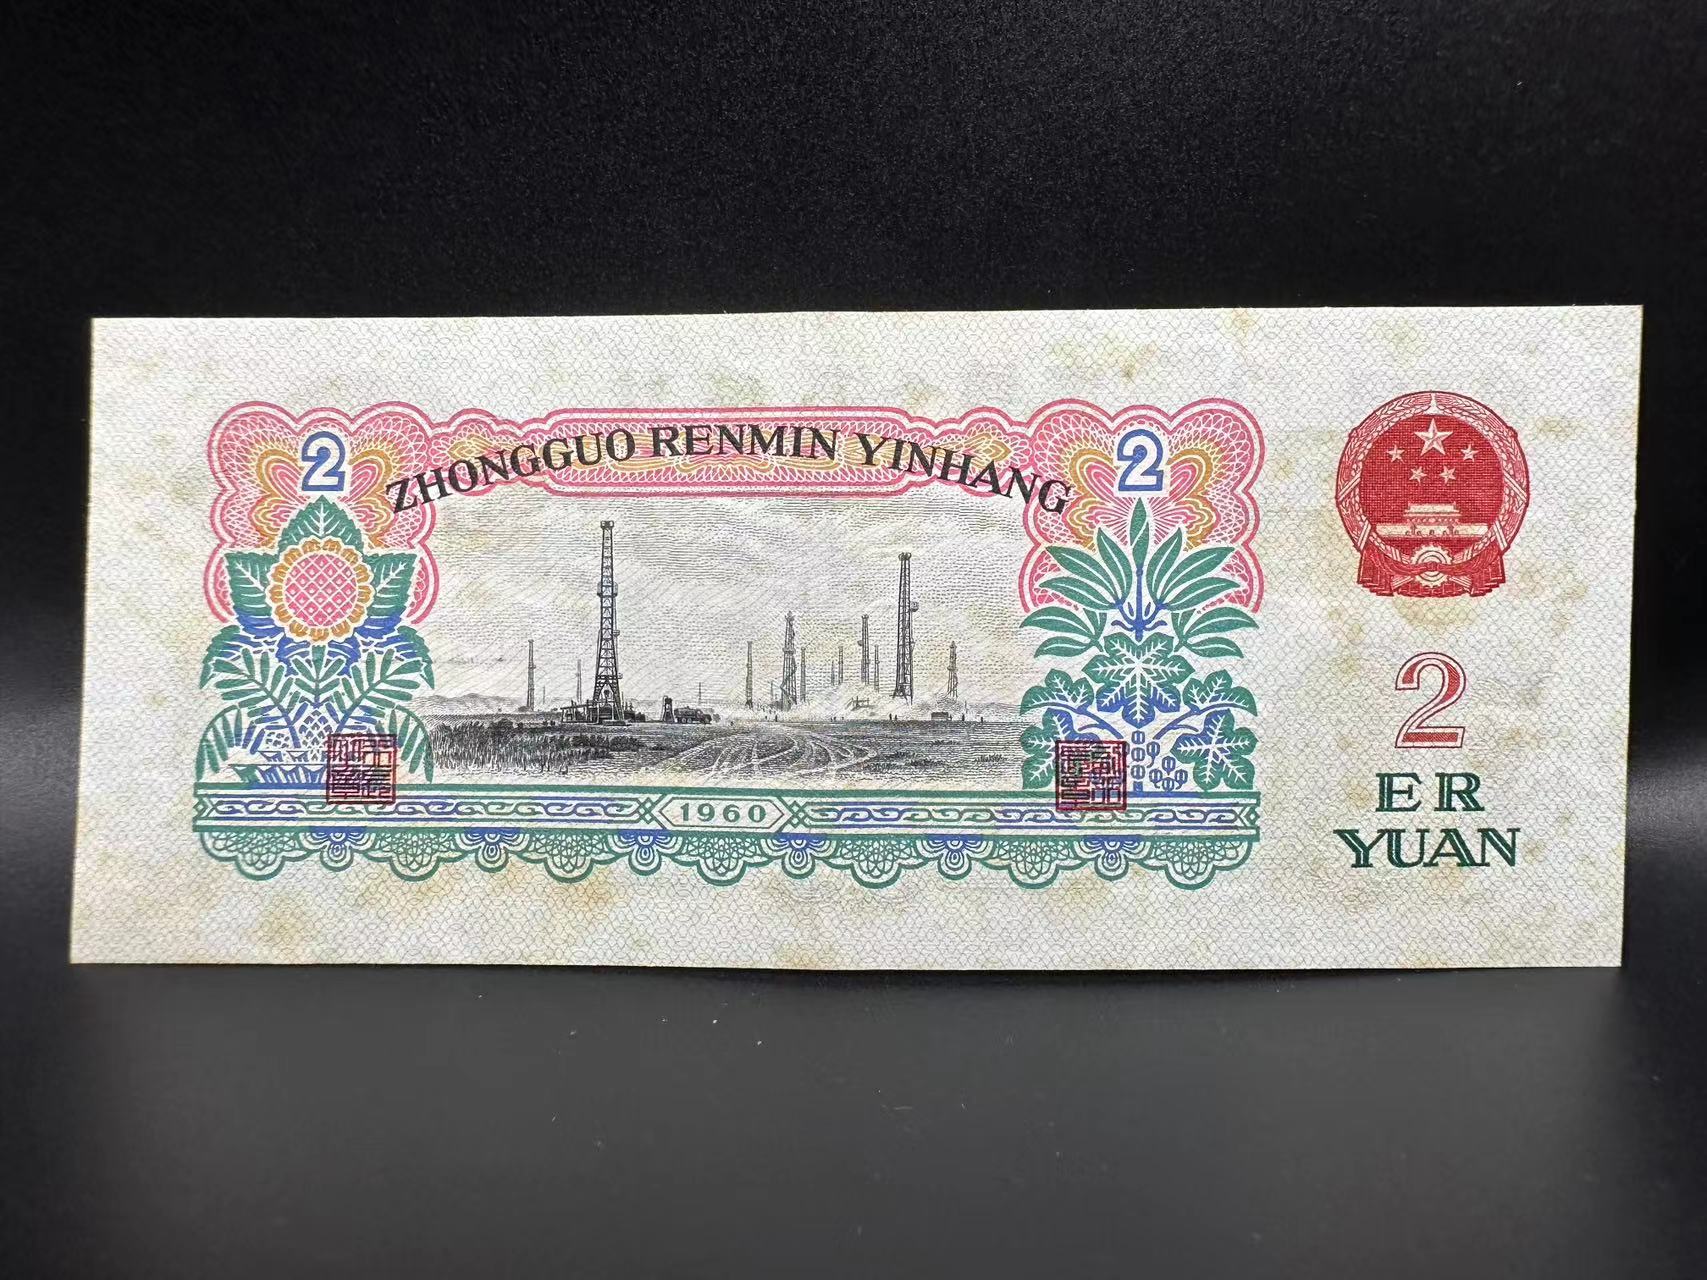 ZHONGGUO RENMIN YINHANG
2
2
1960
2
ER
YUAN